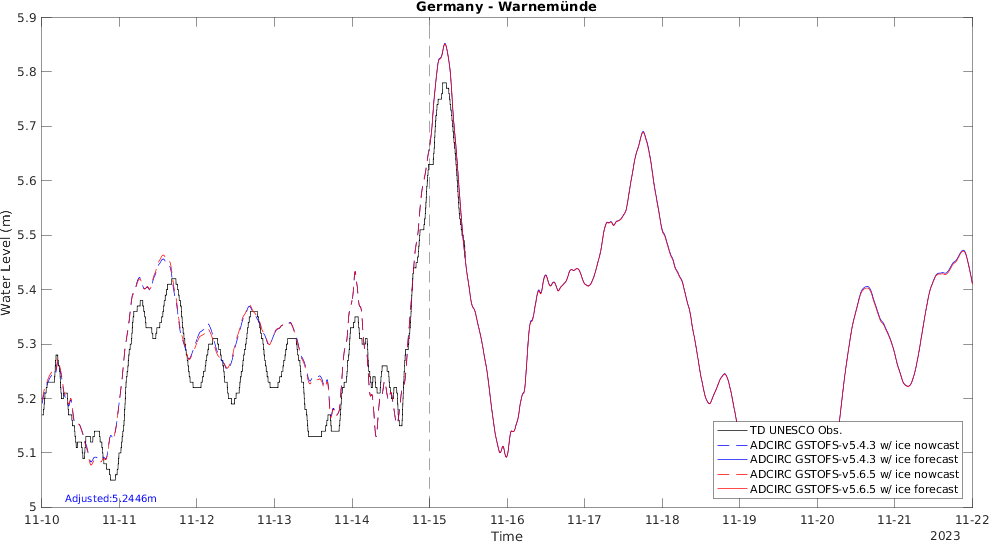 Germany - Warnemünde
5.9
5.8
5.7
5.6
5.5
5.4
5.3
5.2
5.1
5
Water Level (m)
Adjusted:5.2446m
TD UNESCO Obs.
ADCIRC GSTOFS-v5.4.3 w/ ice nowcast
ADCIRC GSTOFS-v5.4.3 w/ ice forecast
ADCIRC GSTOFS-v5.6.5 w/ ice nowcast
ADCIRC GSTOFS-v5.6.5 w/ ice forecast
11-10 11-11 11-12 11-13 11-14 11-15 11-16 11-17 11-18 11-19 11-20 11-21 11-22
Time
2023